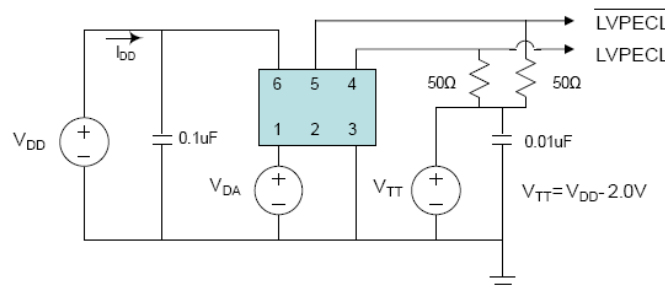 LVPECL
I_DD
LVPECL
6 5 4
50Ω 50Ω
V_DD
0.1uF
1 2 3
0.01uF
V_DA
V_TT
V_TT=V_DD-2.0V